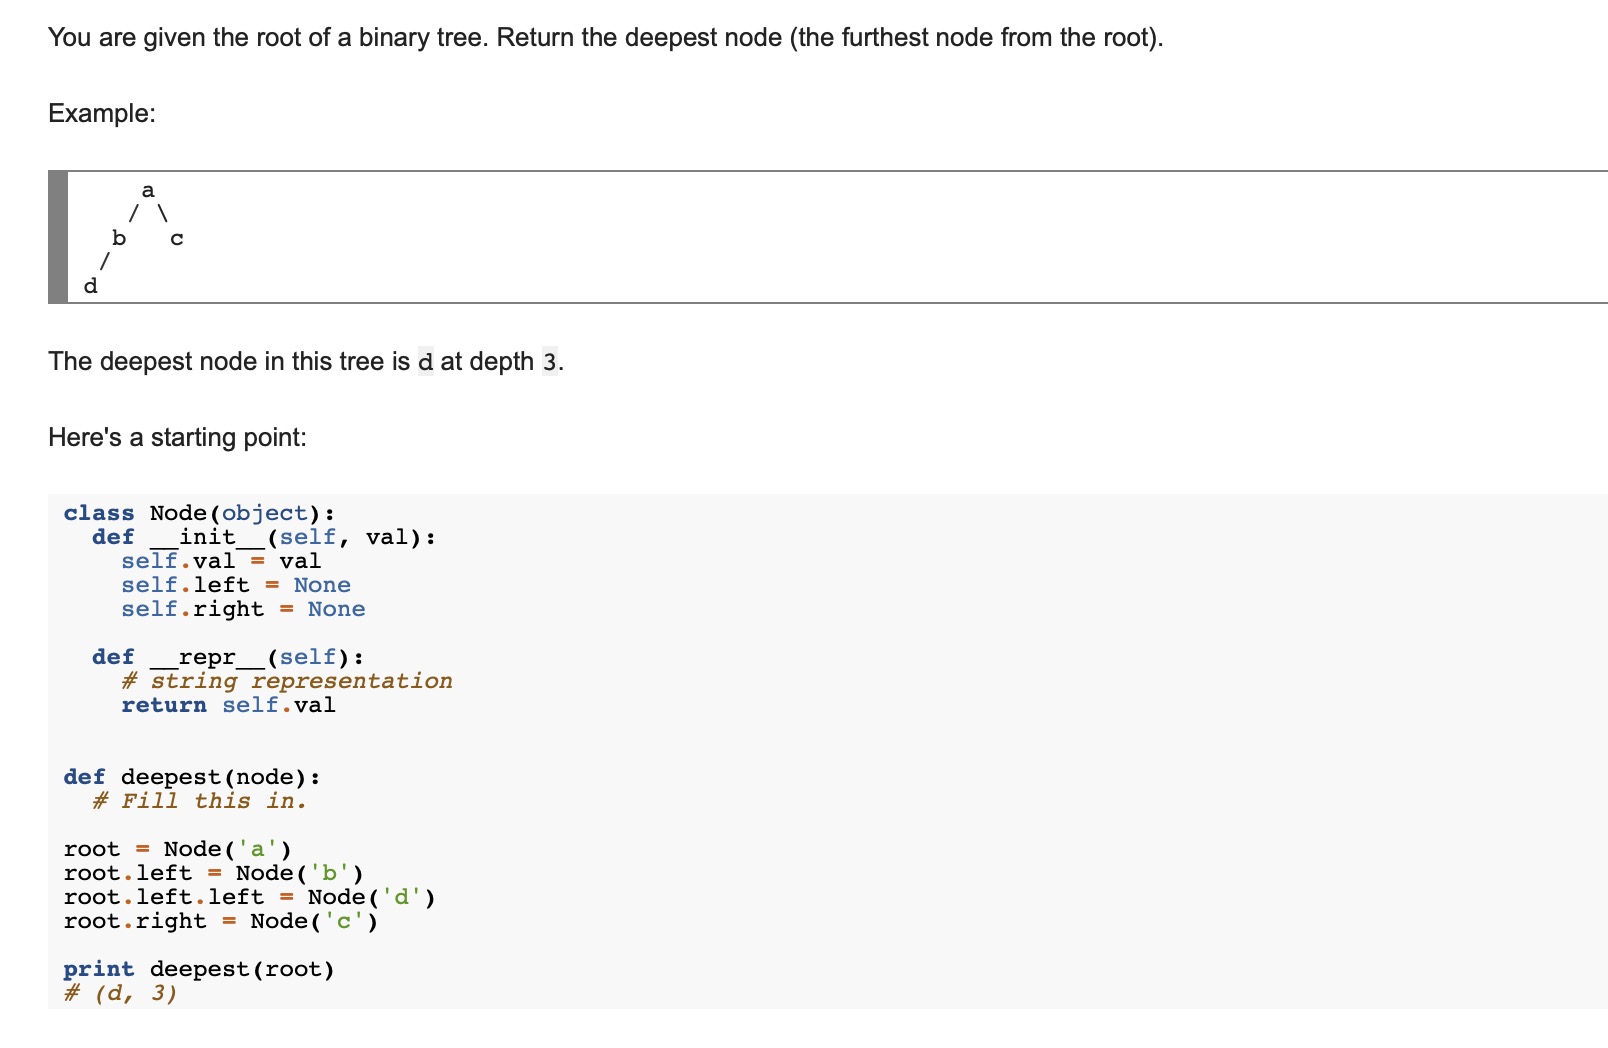 You are given the root of a binary tree. Return the deepest node (the furthest node from the root).
Example:
    a
   / \
  b   c
 /
d
The deepest node in this tree is d at depth 3.
Here's a starting point:
class Node(object):
  def __init__(self, val):
    self.val = val
    self.left = None
    self.right = None
  def __repr__(self):
    # string representation
    return self.val
def deepest(node):
  # Fill this in.
root = Node('a')
root.left = Node('b')
root.left.left = Node('d')
root.right = Node('c')
print deepest(root)
# (d, 3)